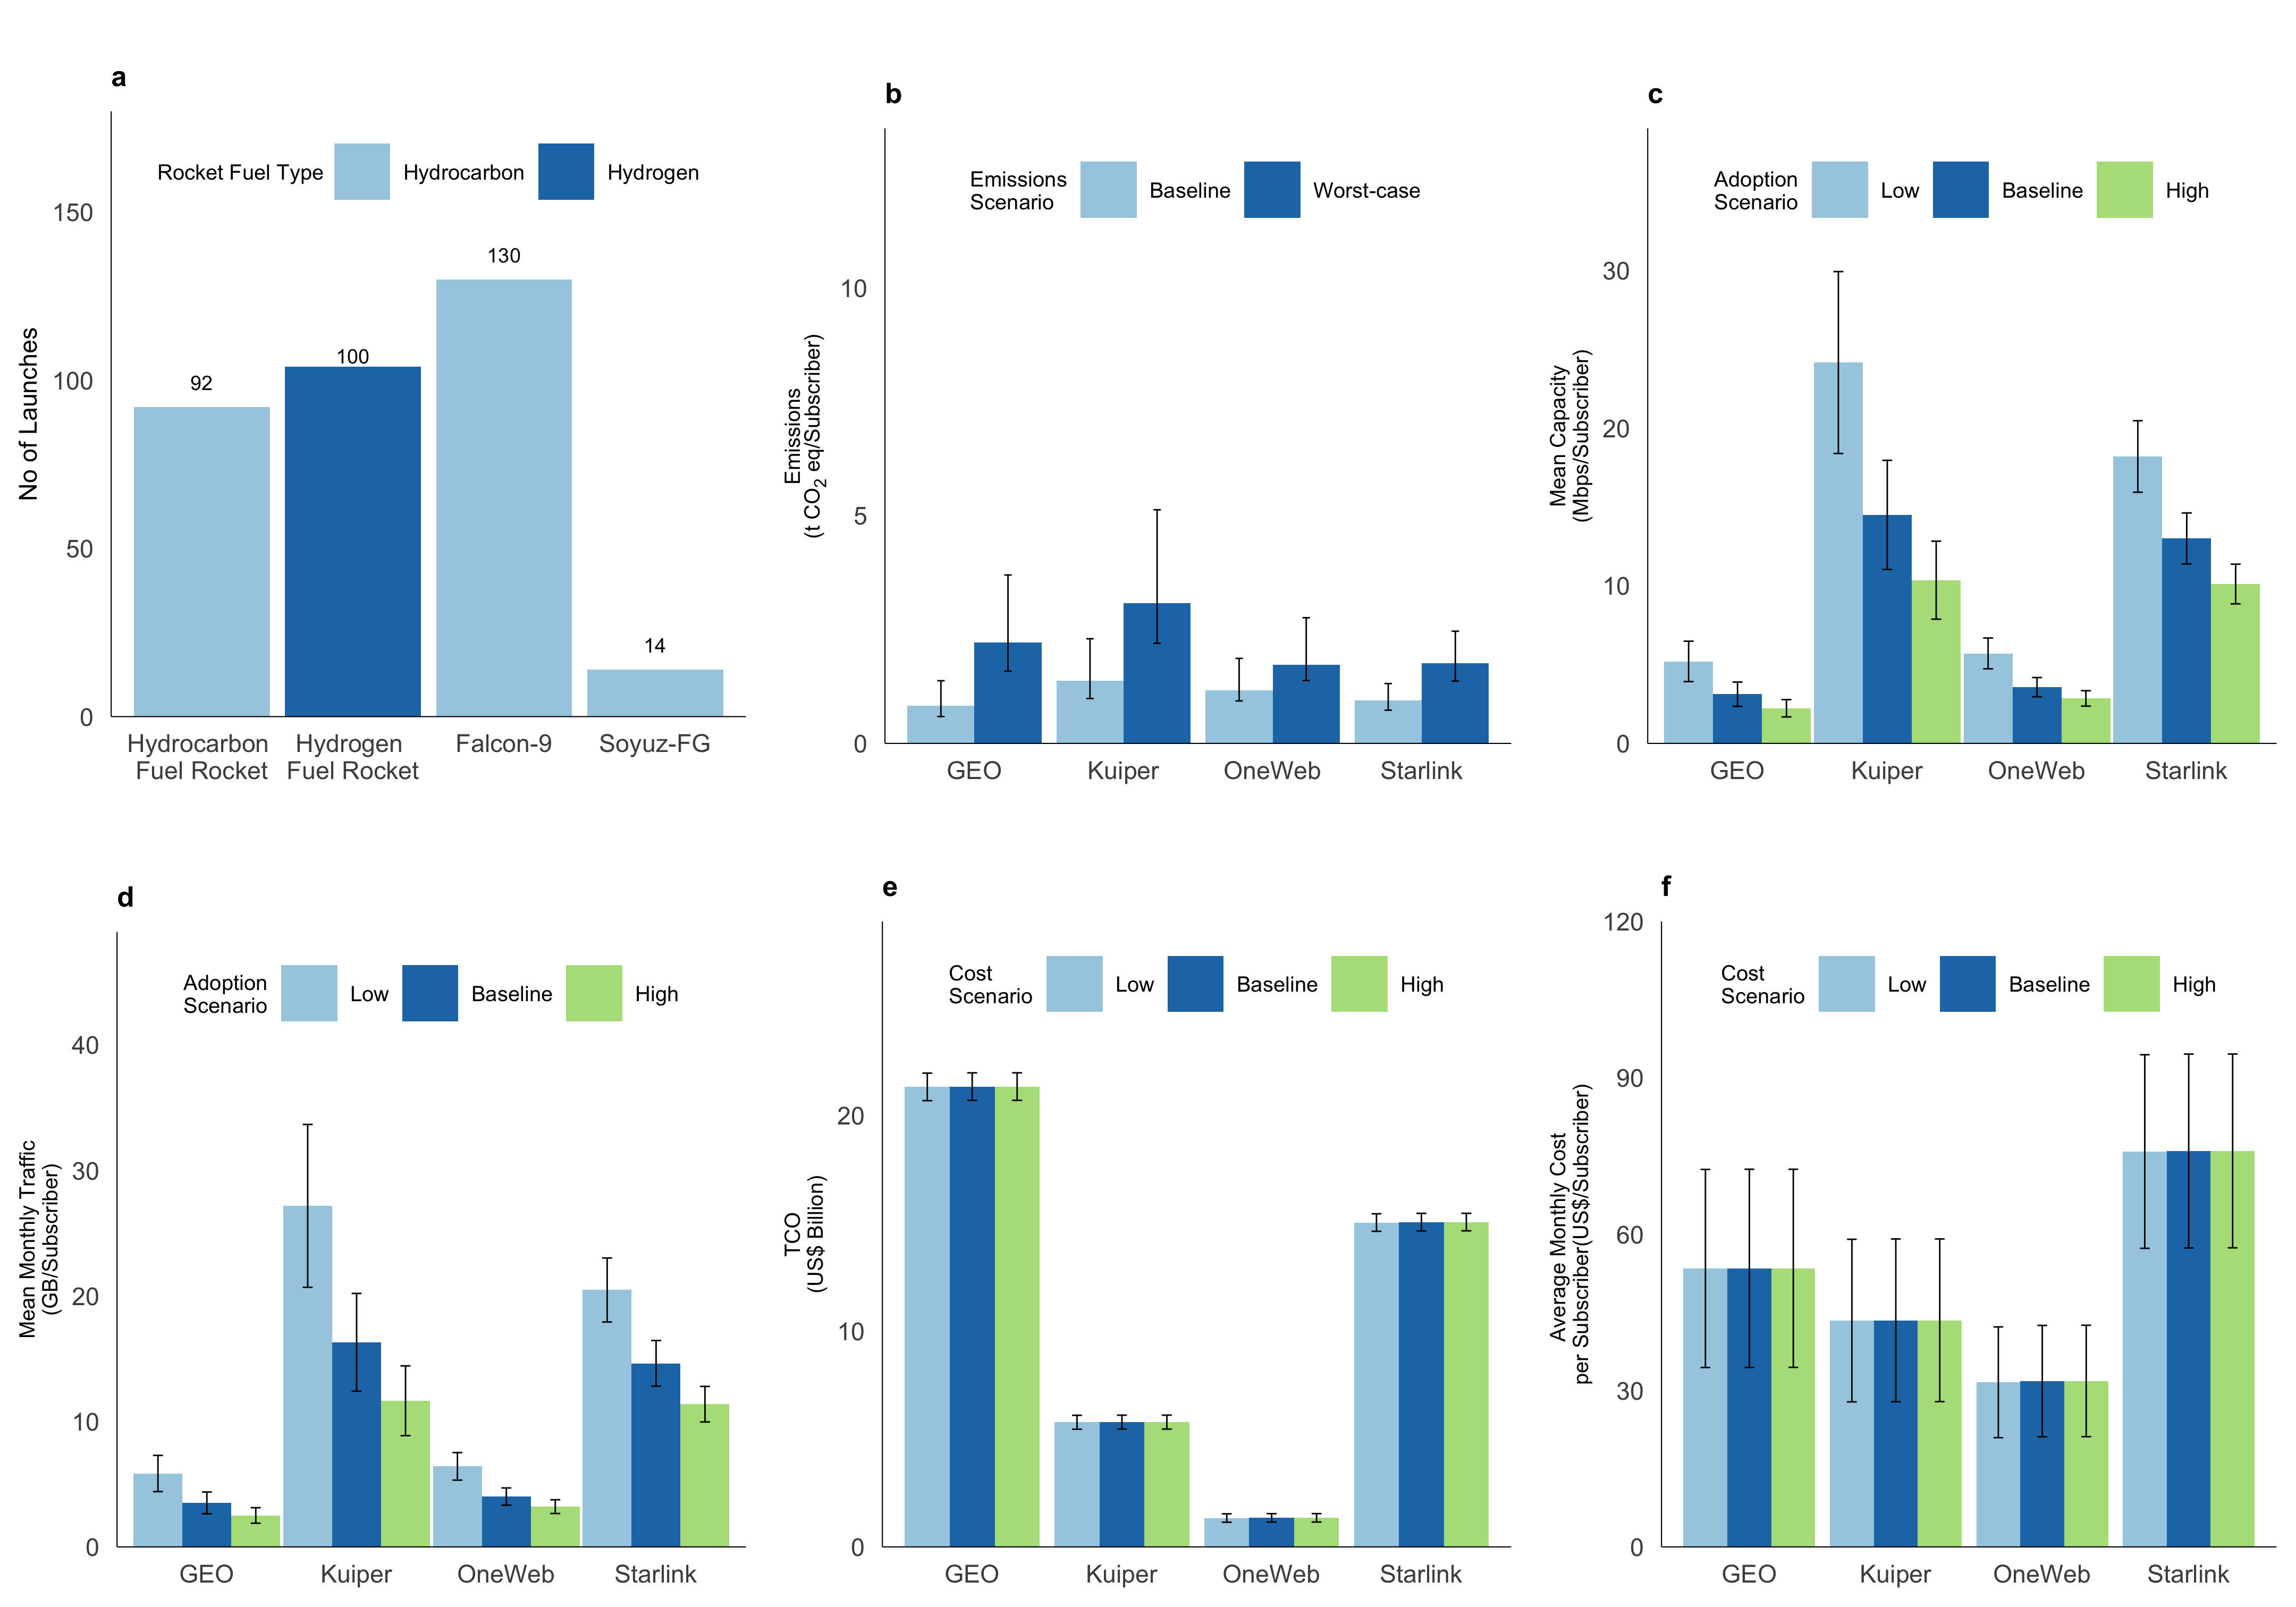 a
Rocket Fuel Type Hydrocarbon Hydrogen
No of Launches
150
100
50
0
92
100
130
14
Hydrocarbon
Fuel Rocket
Hydrogen
Fuel Rocket
Falcon-9
Soyuz-FG
b
Emissions
Scenario
Baseline Worst-case
Emissions
(t CO2 eq/Subscriber)
10
5
0
GEO Kuiper OneWeb Starlink
c
Adoption
Scenario
Low Baseline High
Mean Capacity
(Mbps/Subscriber)
30
20
10
0
GEO Kuiper OneWeb Starlink
d
Adoption
Scenario
Low Baseline High
Mean Monthly Traffic
(GB/Subscriber)
40
30
20
10
0
GEO Kuiper OneWeb Starlink
e
Cost
Scenario
Low Baseline High
TCO
(US$ Billion)
20
10
0
GEO Kuiper OneWeb Starlink
f
Cost
Scenario
Low Baseline High
Average Monthly Cost
per Subscriber(US$/Subscriber)
120
90
60
30
0
GEO Kuiper OneWeb Starlink